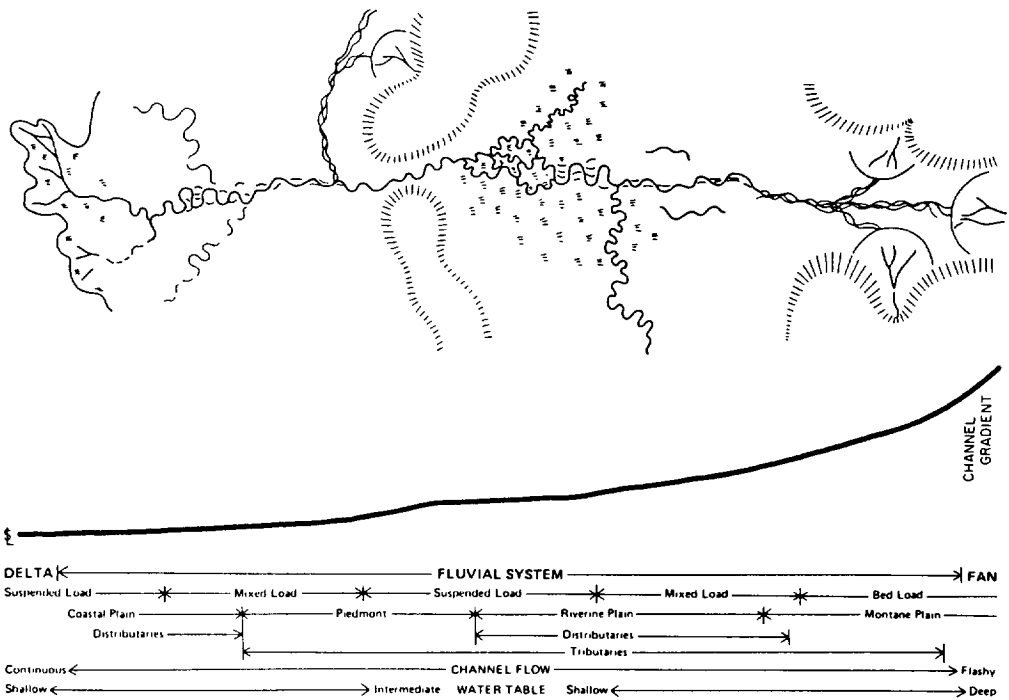 CHANNEL
GRADIENT
DELTA FLUVIAL SYSTEM FAN
Suspended Load Mixed Load Suspended Load Mixed Load Bed Load
Coastal Plain Piedmont Riverine Plain Montane Plain
Distributaries Distributaries
Tributaries
Continuous CHANNEL FLOW Flashy
Shallow Intermediate WATER TABLE Shallow Deep